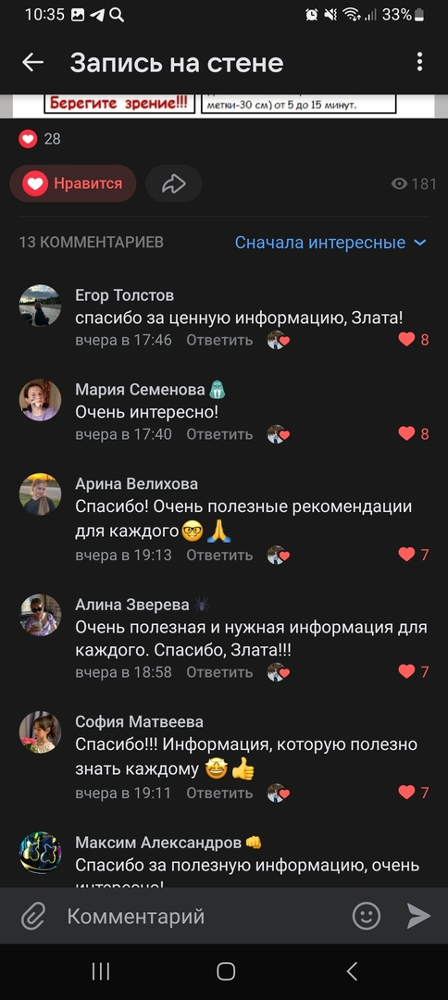 10:35
33%
Запись на стене
Берегите зрение!!!
метки-30 см) от 5 до 15 минут.
28
Нравится
181
13 КОММЕНТАРИЕВ
Сначала интересные
Егор Толстов
спасибо за ценную информацию, Злата!
вчера в 17:46 Ответить
8
Мария Семенова
Очень интересно!
вчера в 17:40 Ответить
8
Арина Велихова
Спасибо! Очень полезные рекомендации
для каждого🤓🙏
вчера в 19:13 Ответить
7
Алина Зверева🕷
Очень полезная и нужная информация для
каждого. Спасибо, Злата!!!
вчера в 18:58 Ответить
7
София Матвеева
Спасибо!!! Информация, которую полезно
знать каждому 🤩👍
вчера в 19:11 Ответить
7
Максим Александров 👊
Спасибо за полезную информацию, очень
интересно!
Комментарий